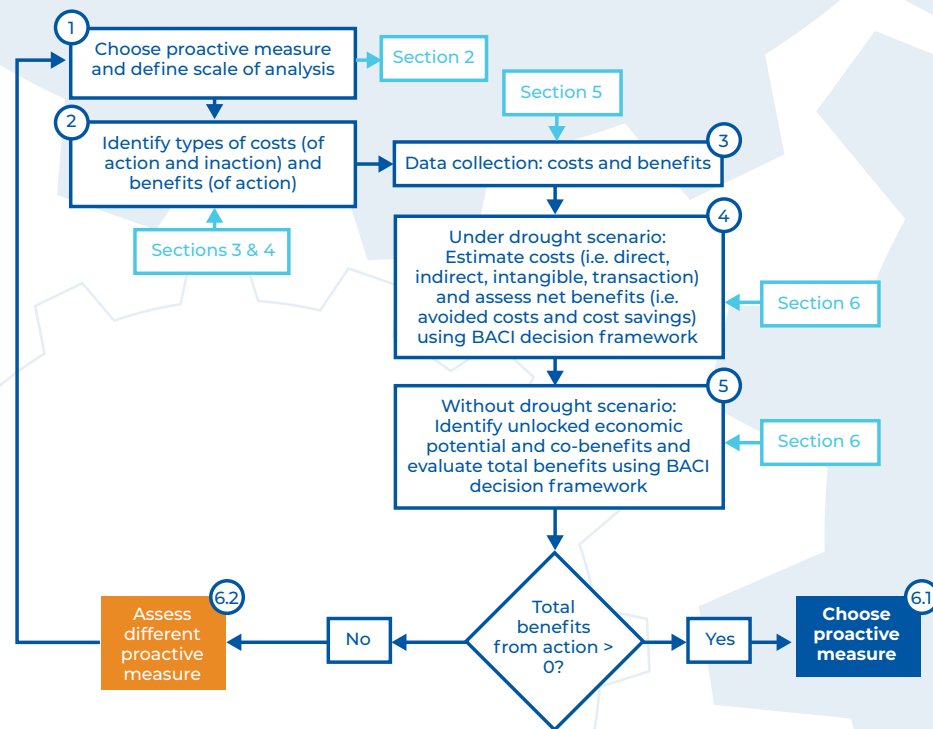 1
Choose proactive measure
and define scale of analysis
Section 2
2
Identify types of costs (of
action and inaction) and
benefits (of action)
Sections 3 & 4
Section 5
3
Data collection: costs and benefits
4
Under drought scenario:
Estimate costs (i.e. direct,
indirect, intangible, transaction)
and assess net benefits (i.e.
avoided costs and cost savings)
using BACI decision framework
Section 6
5
Without drought scenario:
Identify unlocked economic
potential and co-benefits and
evaluate total benefits using BACI
decision framework
Section 6
Total
benefits
from action >
0?
No
Yes
6.2
Assess
different
proactive
measure
6.1
Choose
proactive
measure